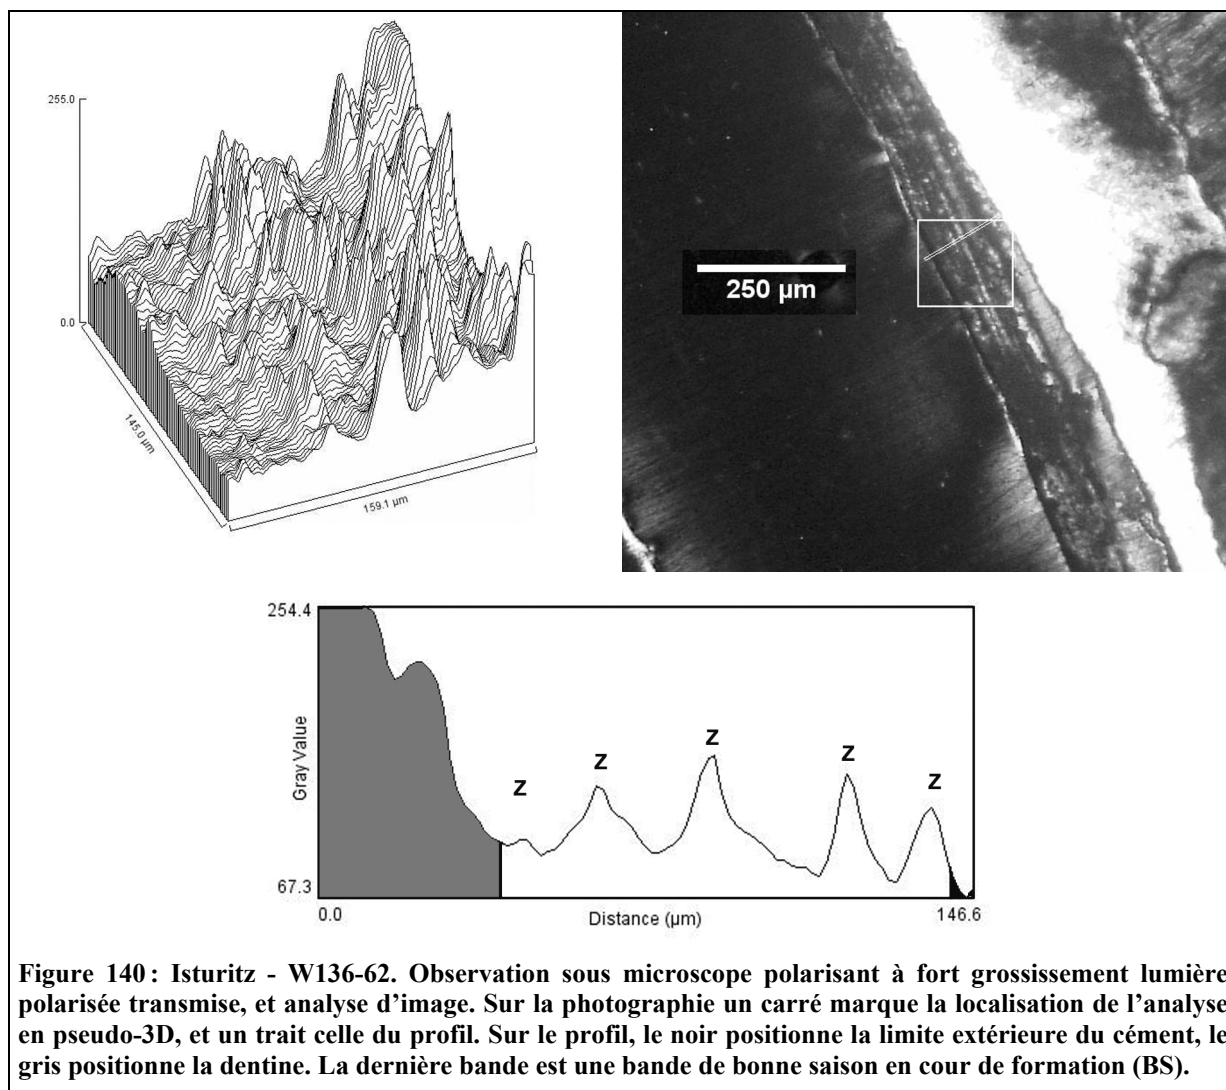 255.0
0.0
145.0 µm
159.1 µm
250 µm
254.4
Gray Value
67.3
z
z
z
z
z
0.0
Distance (µm)
146.6
Figure 140 : Isturitz - W136-62. Observation sous microscope polarisant à fort grossissement lumière
polarisée transmise, et analyse d’image. Sur la photographie un carré marque la localisation de l’analyse
en pseudo-3D, et un trait celle du profil. Sur le profil, le noir positionne la limite extérieure du cément, le
gris positionne la dentine. La dernière bande est une bande de bonne saison en cour de formation (BS).